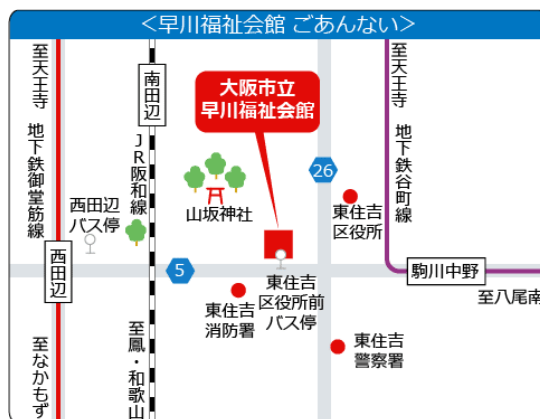 ＜早川福祉会館 ごあんない＞
至天王寺
地下鉄御堂筋線
西田辺
至なかもず
西田辺
バス停
南田辺
JR阪和線
至鳳・和歌山
5
山坂神社
大阪市立
早川福祉会館
東住吉
消防署
東住吉
区役所前
バス停
26
東住吉
区役所
東住吉
警察署
至天王寺
地下鉄谷町線
駒川中野
至八尾南